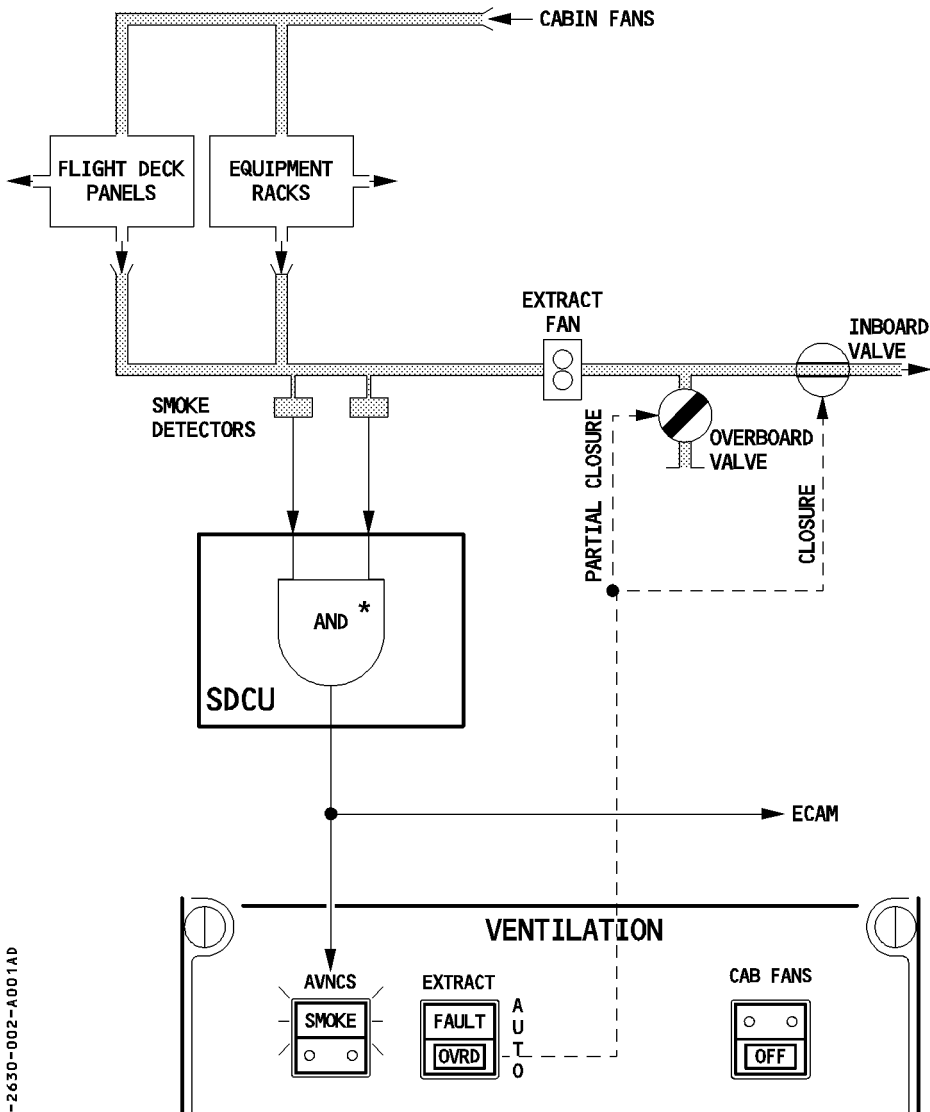 CABIN FANS
FLIGHT DECK
PANELS
EQUIPMENT
RACKS
EXTRACT
FAN
INBOARD
VALVE
SMOKE
DETECTORS
OVERBOARD
VALVE
PARTIAL CLOSURE
CLOSURE
AND *
SDCU
ECAM
VENTILATION
AVNCS
EXTRACT
CAB FANS
SMOKE
FAULT
OVRD
AUTO
OFF
-2630-002-A001AD